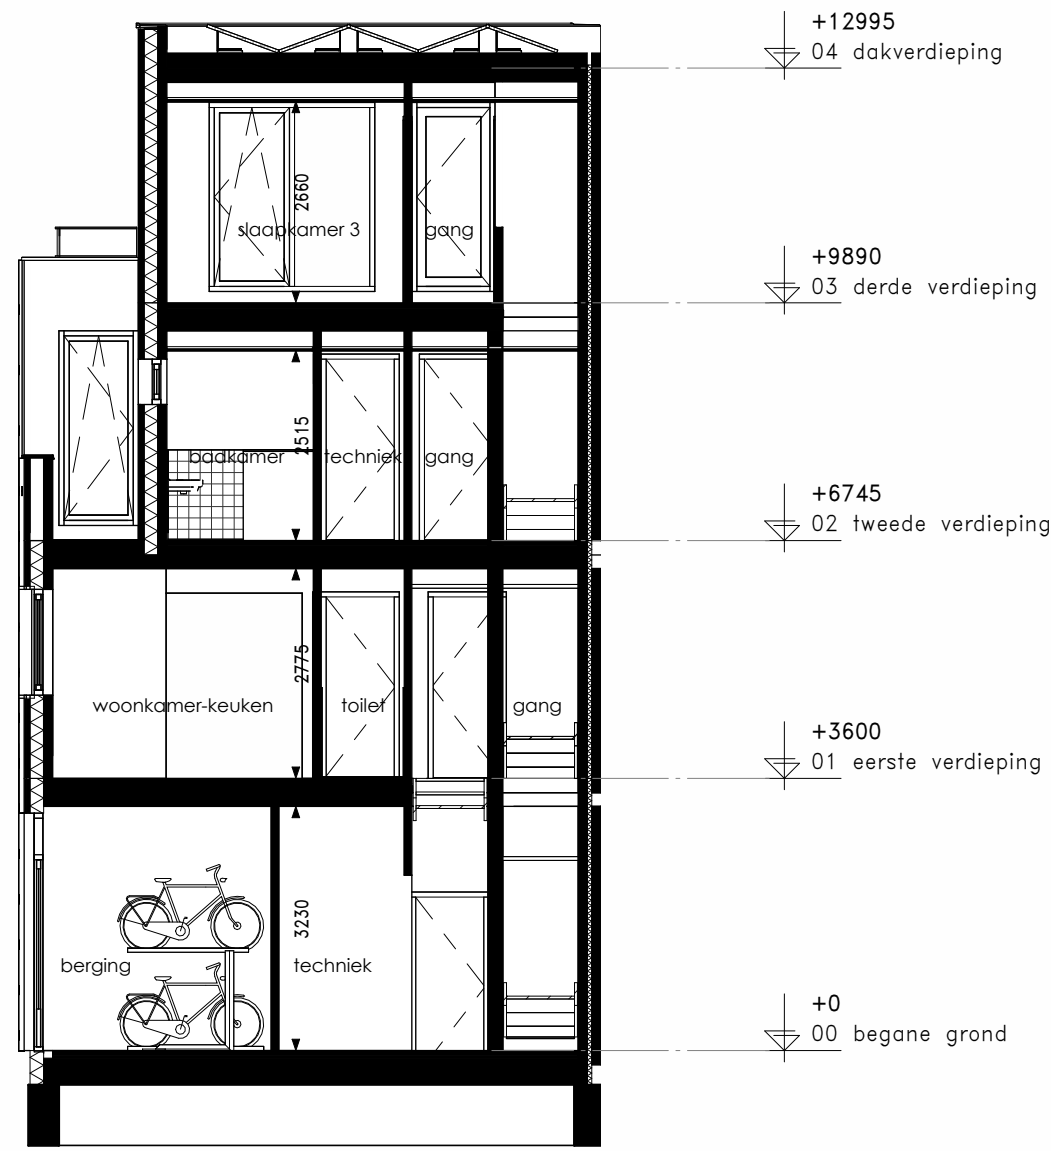 +12995
04 dakverdieping
2660
slaapkamer 3
gang
+9890
03 derde verdieping
2515
badkamer
techniek
gang
+6745
02 tweede verdieping
2775
woonkamer-keuken
toilet
gang
+3600
01 eerste verdieping
3230
berging
techniek
+0
00 begane grond